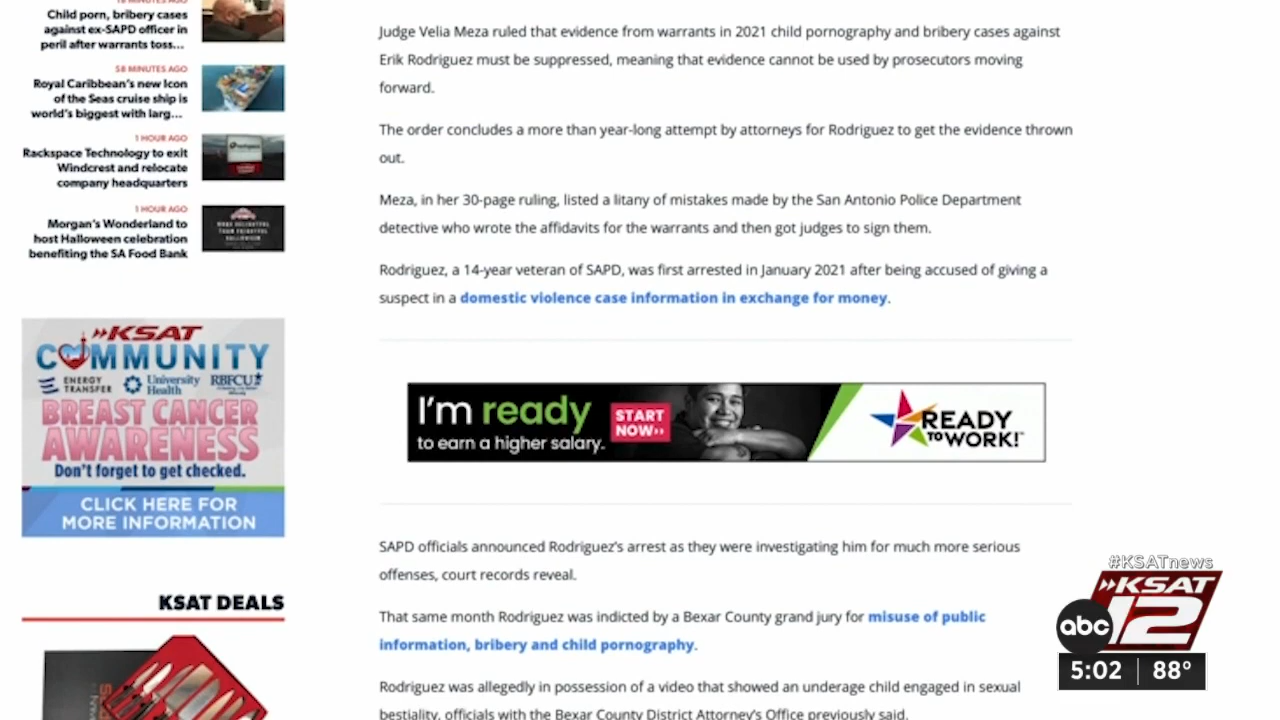 18 MINUTES AGO
Child porn, bribery cases
against ex-SAPD officer in
peril after warrants toss...
58 MINUTES AGO
Royal Caribbean's new Icon
of the Seas cruise ship is
world's biggest with larg...
1 HOUR AGO
Rackspace Technology to exit
Windcrest and relocate
company headquarters
1 HOUR AGO
Morgan's Wonderland to
host Halloween celebration
benefiting the SA Food Bank
KSAT
COMMUNITY
ENERGY TRANSFER
University Health
RBFCU
BREAST CANCER
AWARENESS
Don't forget to get checked.
CLICK HERE FOR
MORE INFORMATION
KSAT DEALS
Judge Velia Meza ruled that evidence from warrants in 2021 child pornography and bribery cases against
Erik Rodriguez must be suppressed, meaning that evidence cannot be used by prosecutors moving
forward.
The order concludes a more than year-long attempt by attorneys for Rodriguez to get the evidence thrown
out.
Meza, in her 30-page ruling, listed a litany of mistakes made by the San Antonio Police Department
detective who wrote the affidavits for the warrants and then got judges to sign them.
Rodriguez, a 14-year veteran of SAPD, was first arrested in January 2021 after being accused of giving a
suspect in a domestic violence case information in exchange for money.
I'm ready
to earn a higher salary.
START
NOW››
READY
TO WORK!
SAPD officials announced Rodriguez's arrest as they were investigating him for much more serious
offenses, court records reveal.
That same month Rodriguez was indicted by a Bexar County grand jury for misuse of public
information, bribery and child pornography.
Rodriguez was allegedly in possession of a video that showed an underage child engaged in sexual
bestiality, officials with the Bexar County District Attorney's Office previously said.
#KSATnews
KSAT
12
abc
5:02 88°